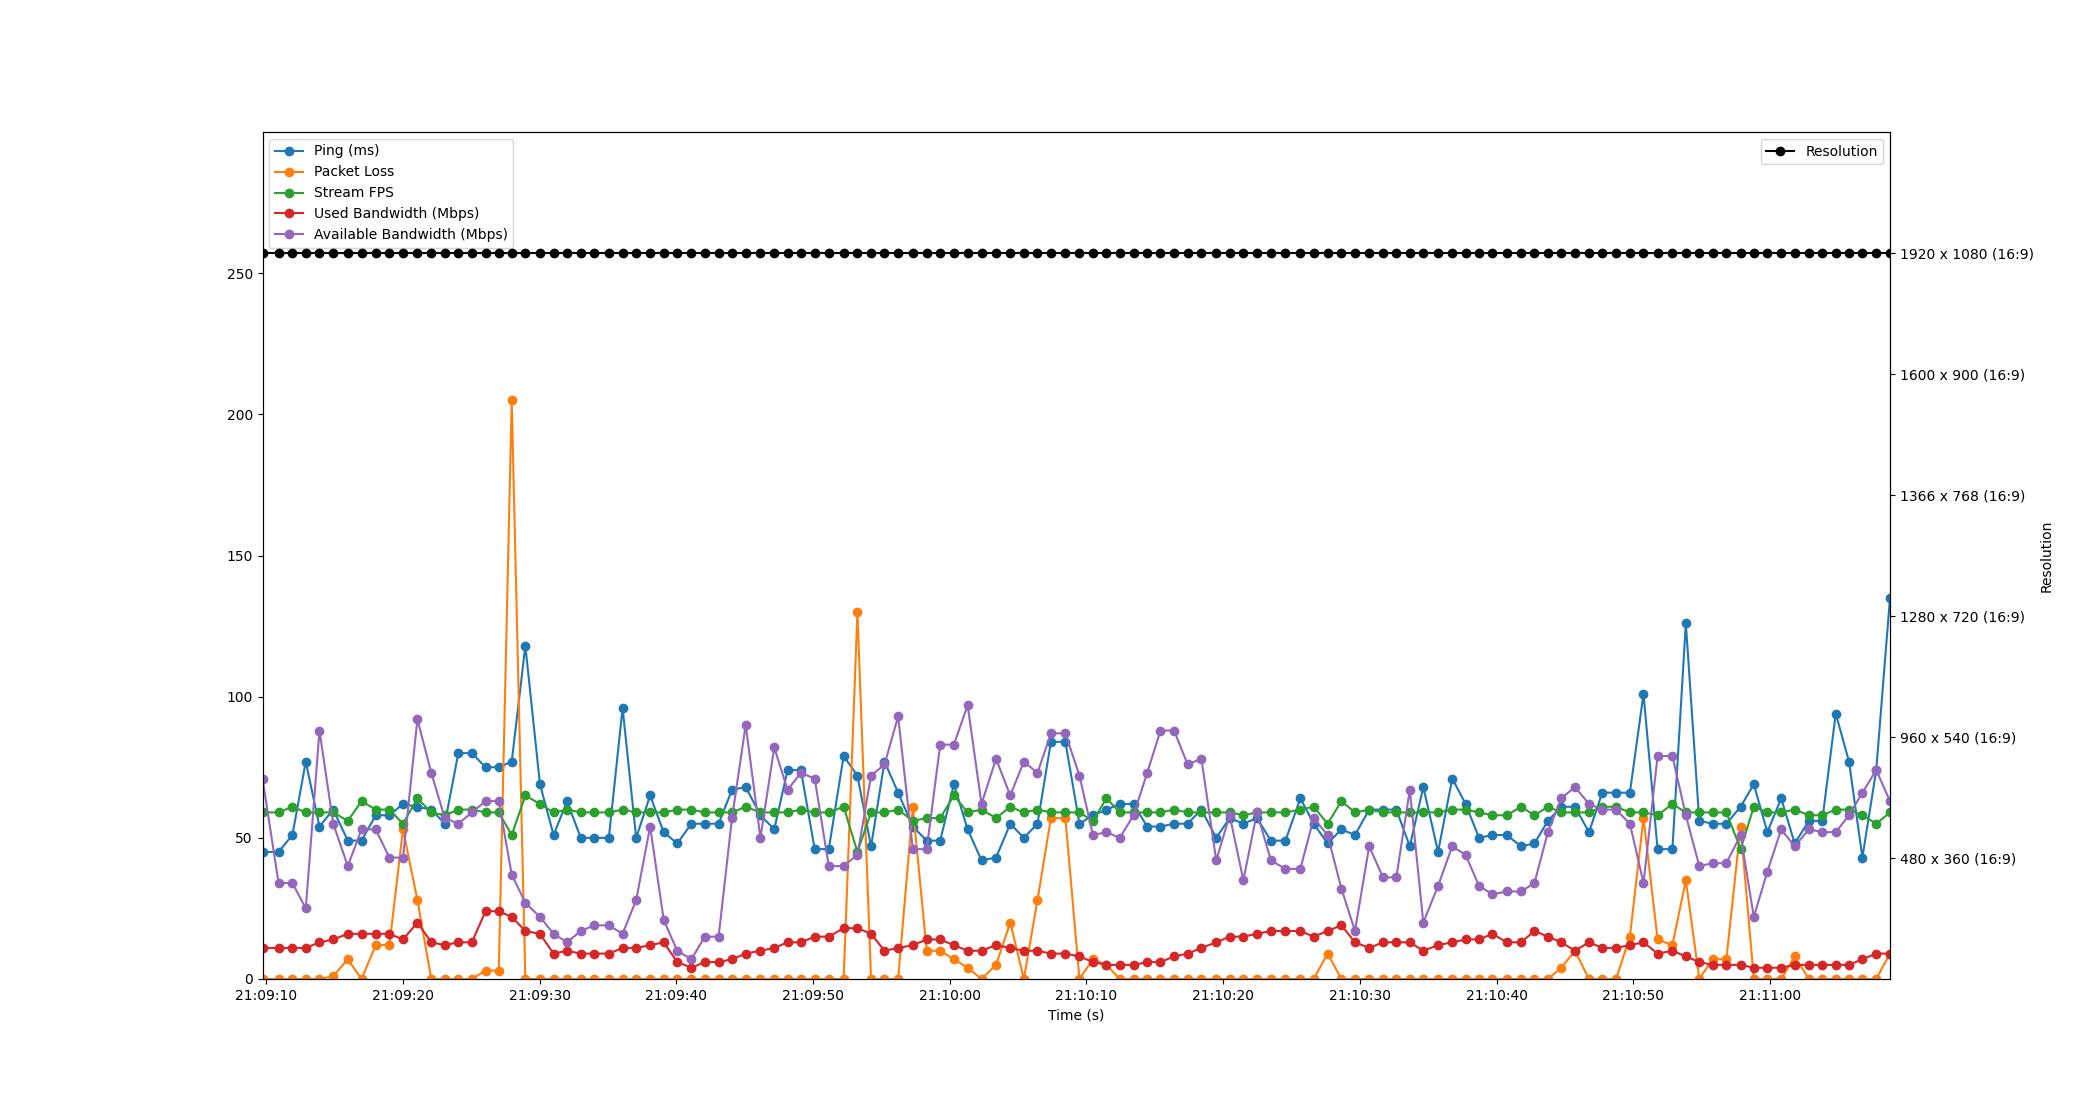 Ping (ms)
Packet Loss
Stream FPS
Used Bandwidth (Mbps)
Available Bandwidth (Mbps)
Resolution
250
200
150
100
50
0
1920 x 1080 (16:9)
1600 x 900 (16:9)
1366 x 768 (16:9)
1280 x 720 (16:9)
960 x 540 (16:9)
480 x 360 (16:9)
Resolution
21:09:10 21:09:20 21:09:30 21:09:40 21:09:50 21:10:00 21:10:10 21:10:20 21:10:30 21:10:40 21:10:50 21:11:00
Time (s)